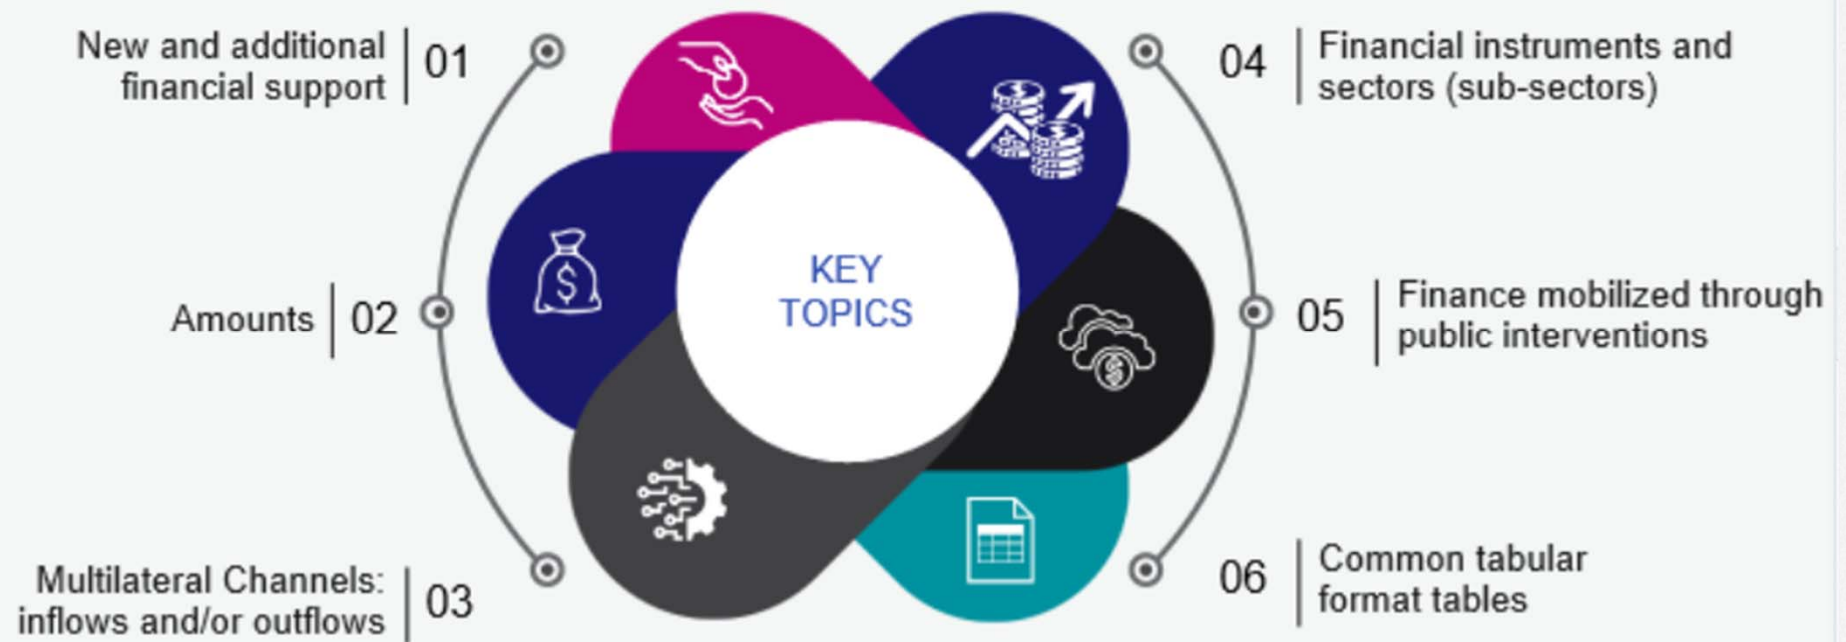 New and additional
financial support
01
Amounts
02
Multilateral Channels:
inflows and/or outflows
03
KEY
TOPICS
04
Financial instruments and
sectors (sub-sectors)
05
Finance mobilized through
public interventions
06
Common tabular
format tables
$
$